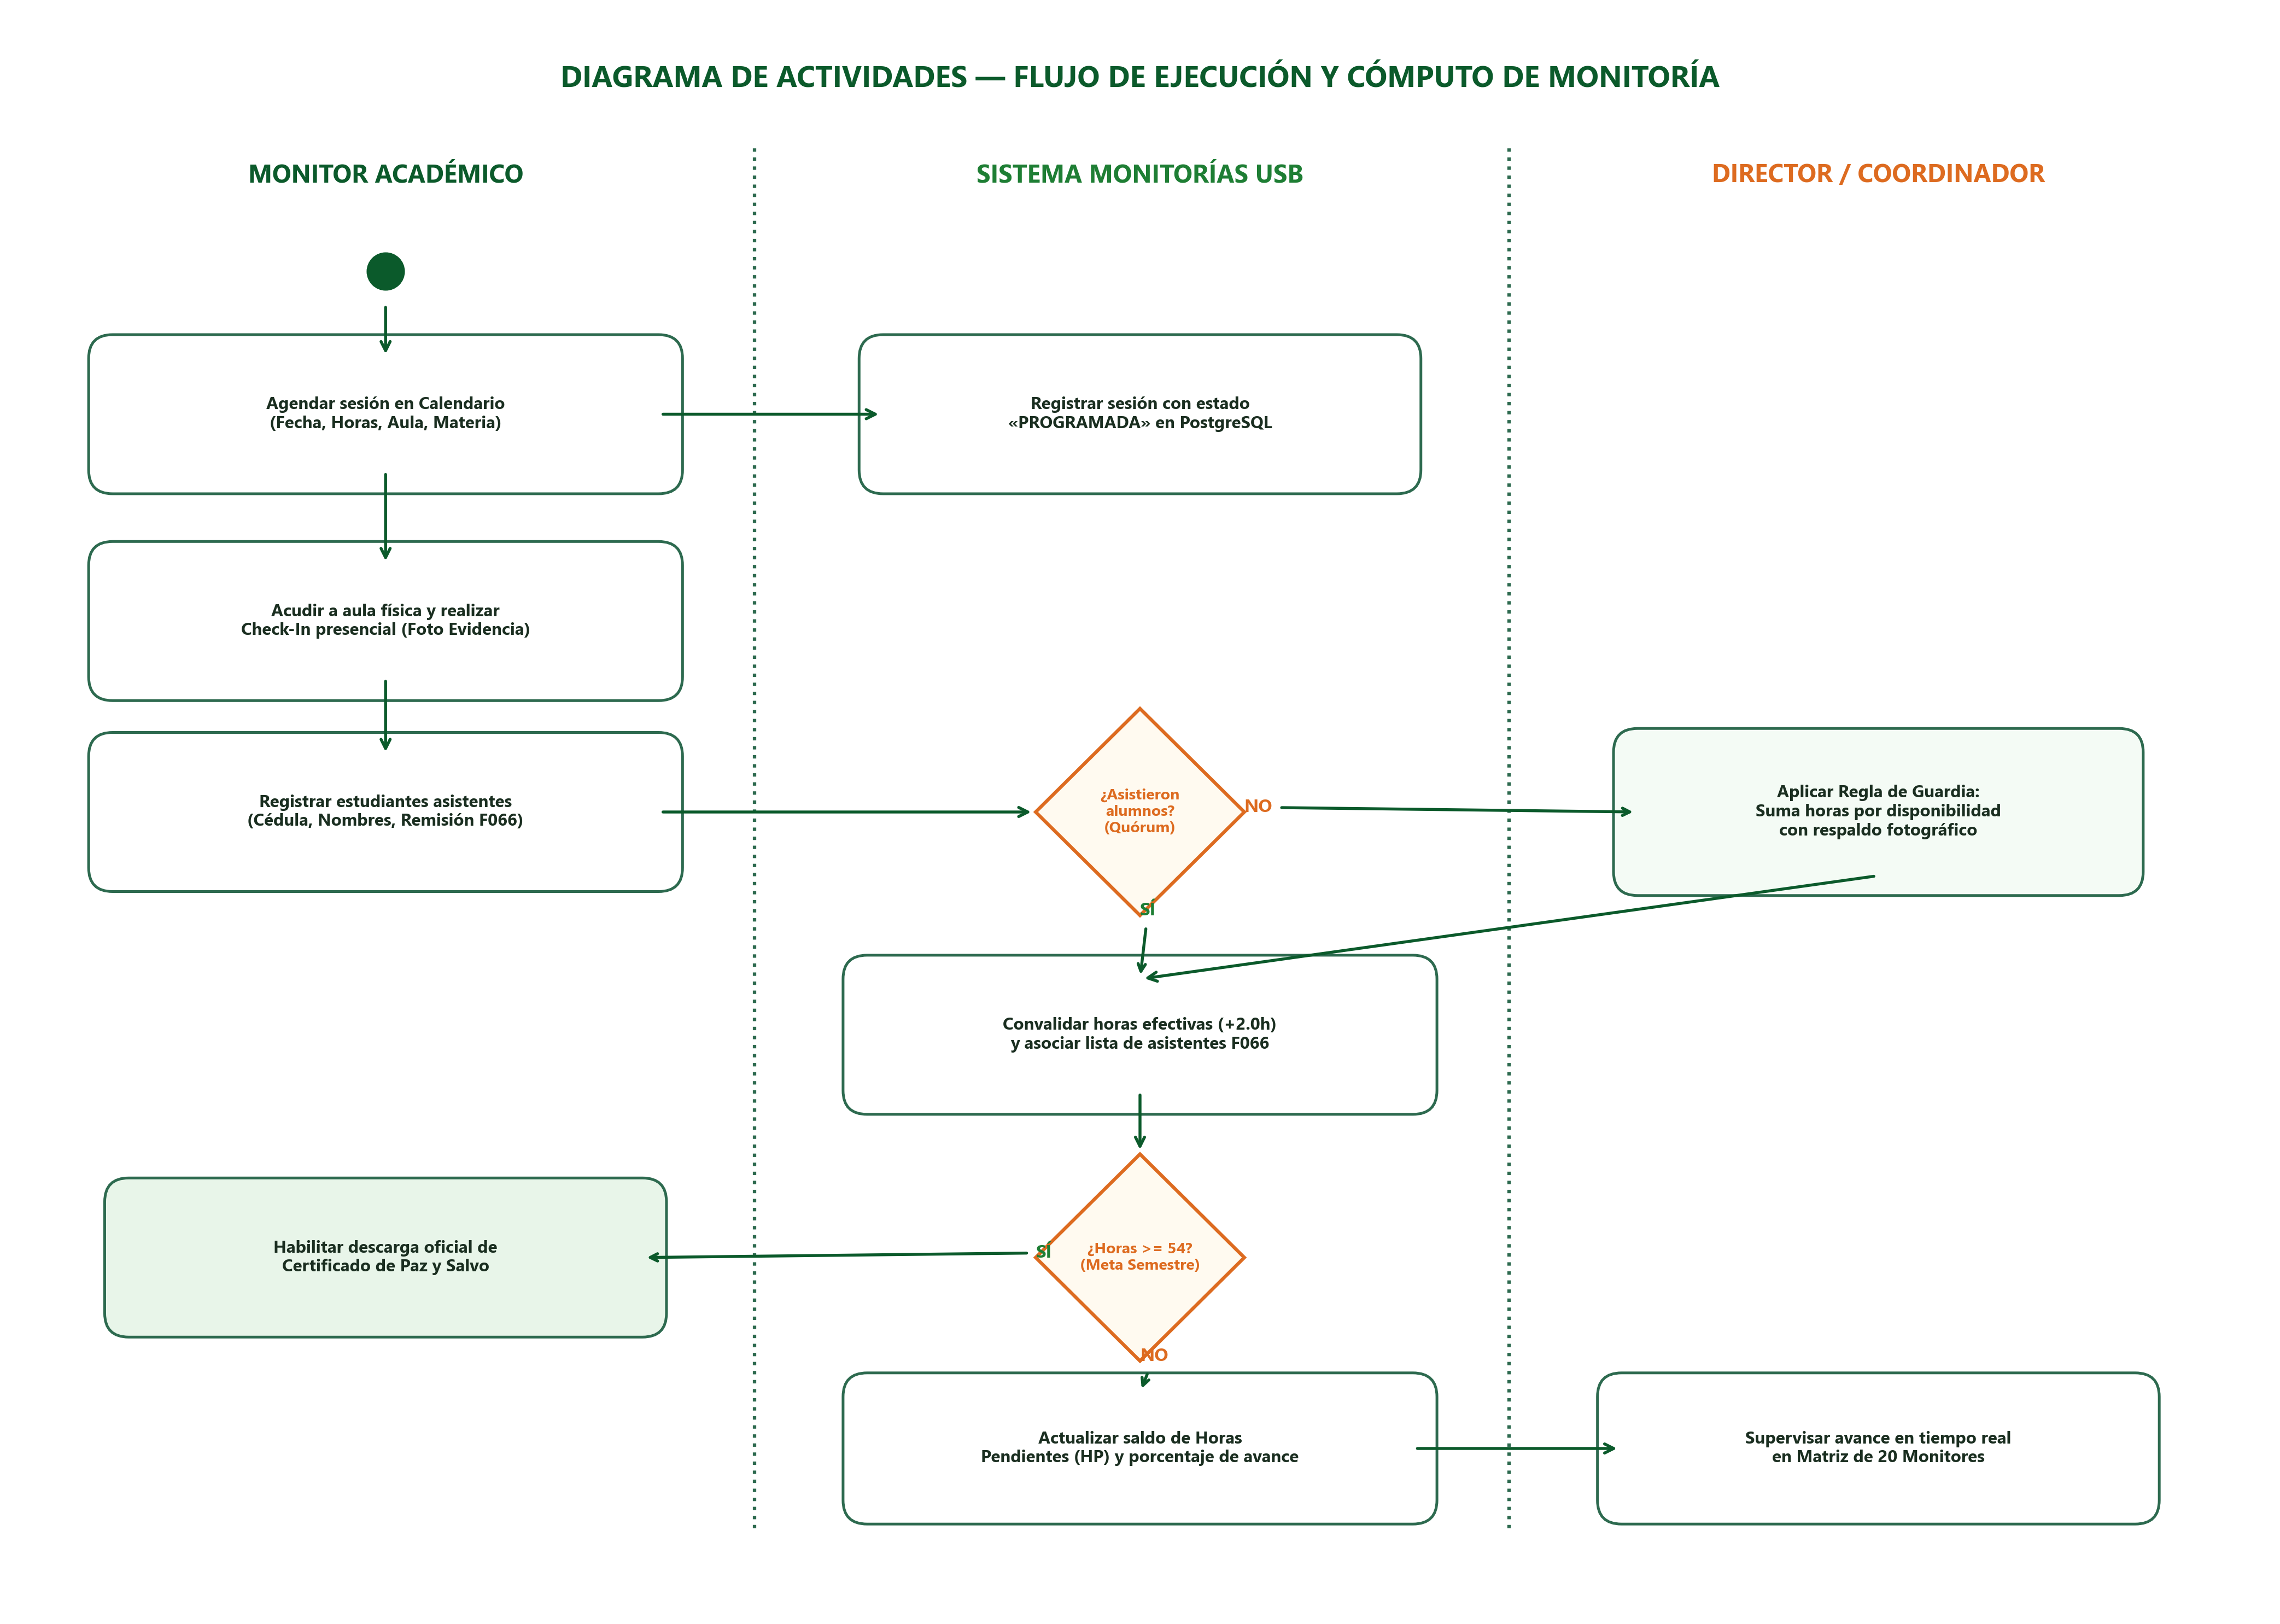 DIAGRAMA DE ACTIVIDADES — FLUJO DE EJECUCIÓN Y CÓMPUTO DE MONITORÍA
MONITOR ACADÉMICO
SISTEMA MONITORÍAS USB
DIRECTOR / COORDINADOR
Agendar sesión en Calendario
(Fecha, Horas, Aula, Materia)
Registrar sesión con estado
«PROGRAMADA» en PostgreSQL
Acudir a aula física y realizar
Check-In presencial (Foto Evidencia)
Registrar estudiantes asistentes
(Cédula, Nombres, Remisión F066)
¿Asistieron
alumnos?
(Quórum)
NO
Aplicar Regla de Guardia:
Suma horas por disponibilidad
con respaldo fotográfico
SÍ
Convalidar horas efectivas (+2.0h)
y asociar lista de asistentes F066
Habilitar descarga oficial de
Certificado de Paz y Salvo
SÍ
¿Horas >= 54?
(Meta Semestre)
NO
Actualizar saldo de Horas
Pendientes (HP) y porcentaje de avance
Supervisar avance en tiempo real
en Matriz de 20 Monitores